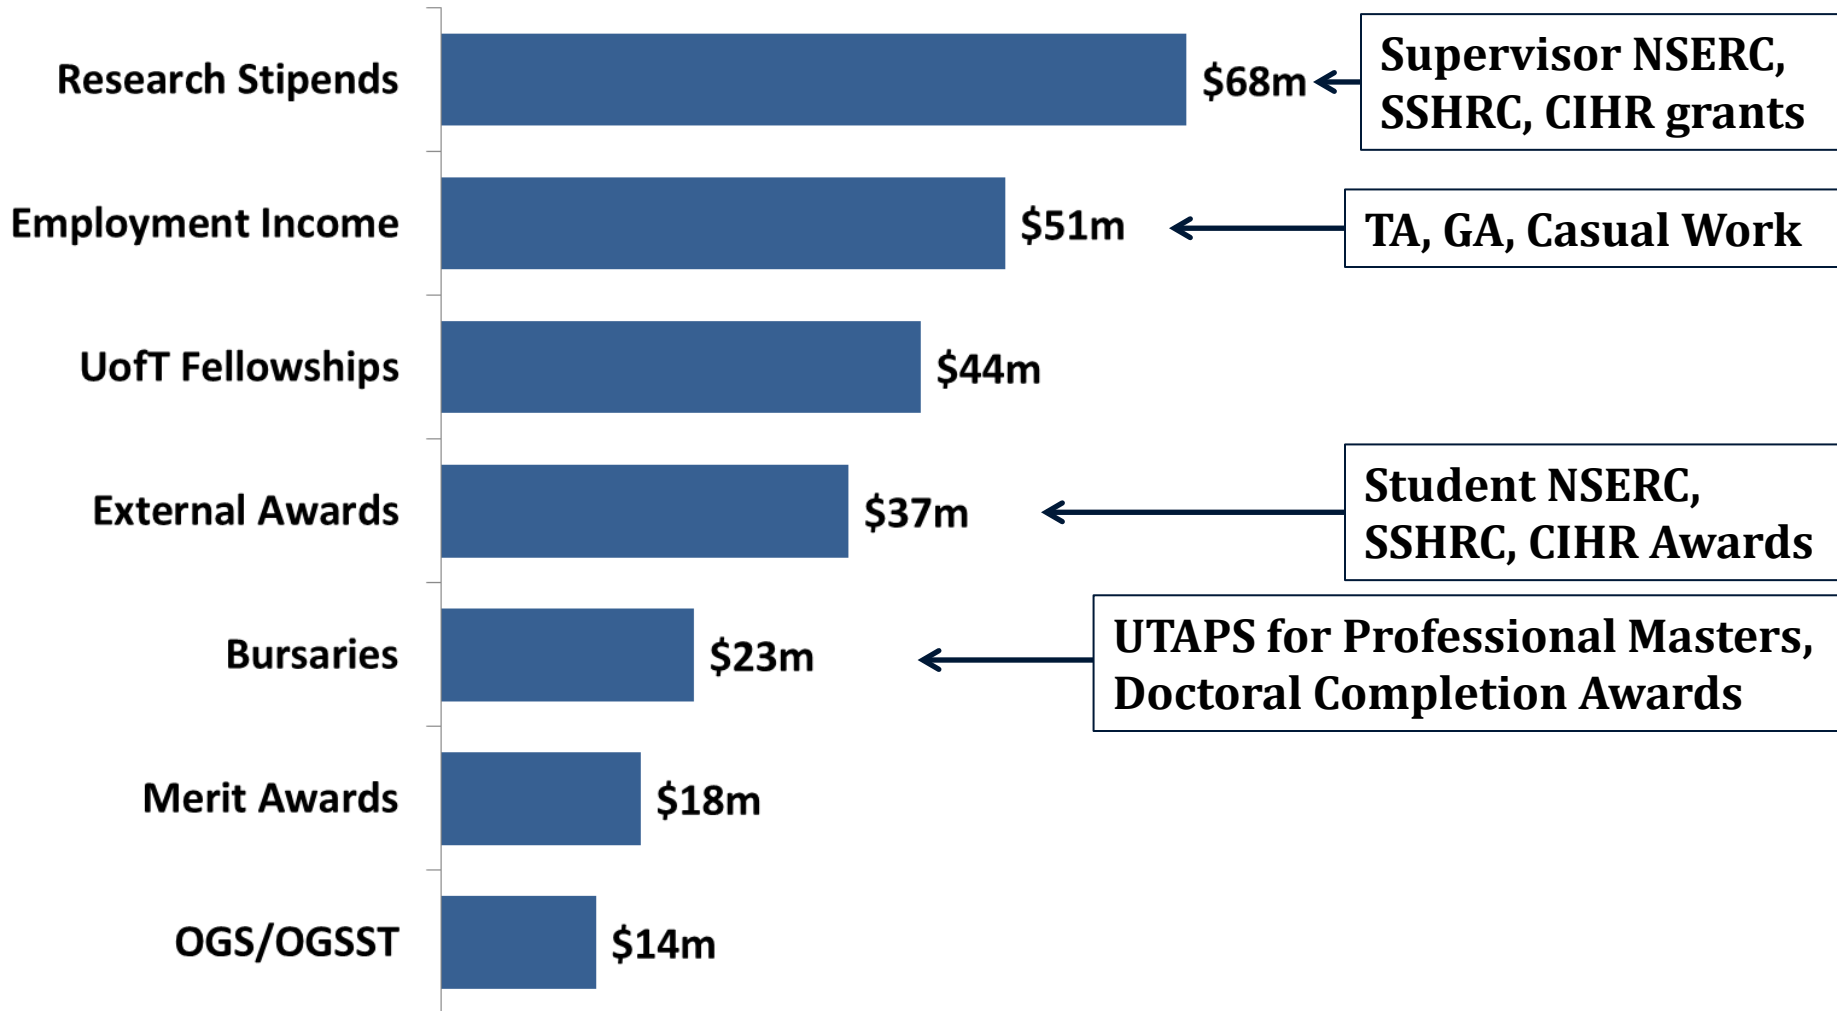 Research Stipends
$68m
Supervisor NSERC,
SSHRC, CIHR grants
Employment Income
$51m
TA, GA, Casual Work
UofT Fellowships
$44m
External Awards
$37m
Student NSERC,
SSHRC, CIHR Awards
Bursaries
$23m
UTAPS for Professional Masters,
Doctoral Completion Awards
Merit Awards
$18m
OGS/OGSST
$14m